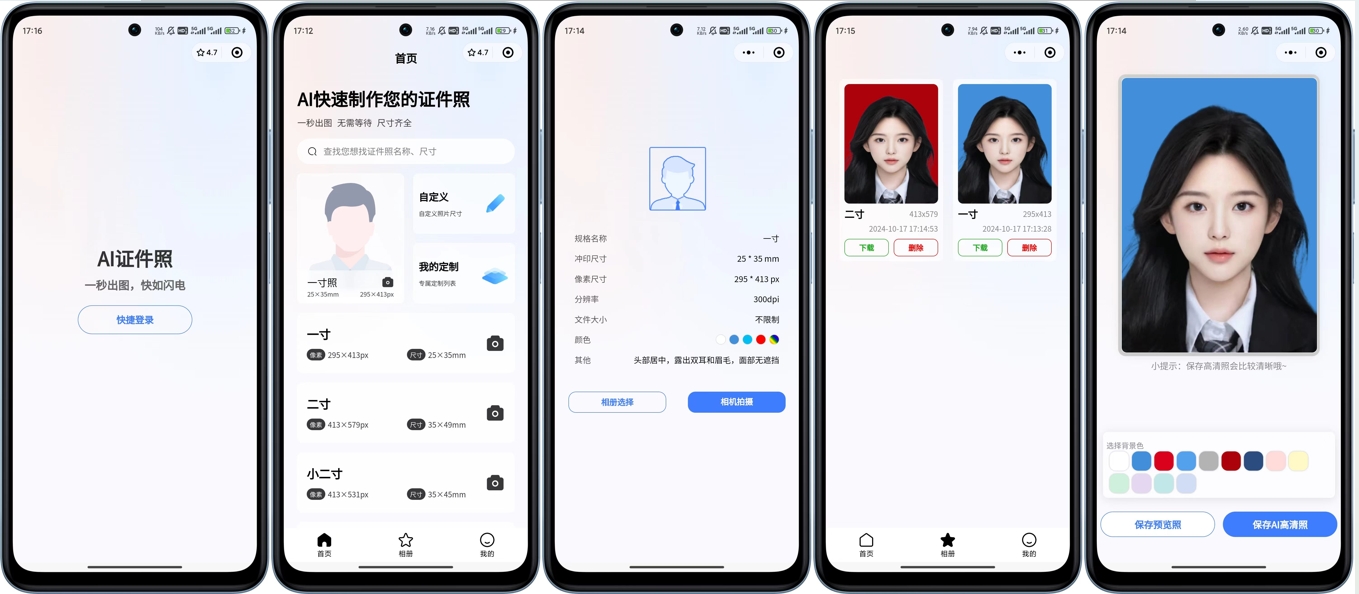 17:16
4.7
AI证件照
一秒出图，快如闪电
快捷登录
17:12
4.7
首页
AI快速制作您的证件照
一秒出图 无需等待 尺寸齐全
查找您想找证件照名称、尺寸
一寸照
25×35mm 295×413px
自定义
自定义照片尺寸
我的定制
专属定制列表
一寸
像素 295×413px 尺寸 25×35mm
二寸
像素 413×579px 尺寸 35×49mm
小二寸
像素 413×531px 尺寸 35×45mm
首页 相册 我的
17:14
规格名称 一寸
冲印尺寸 25 * 35 mm
像素尺寸 295 * 413 px
分辨率 300dpi
文件大小 不限制
颜色
其他 头部居中，露出双耳和眉毛，面部无遮挡
相册选择 相机拍摄
17:15
二寸 413x579
2024-10-17 17:14:53
下载 删除
一寸 295x413
2024-10-17 17:13:28
下载 删除
首页 相册 我的
17:14
小提示：保存高清照会比较清晰哦~
选择背景色
保存预览照 保存AI高清照